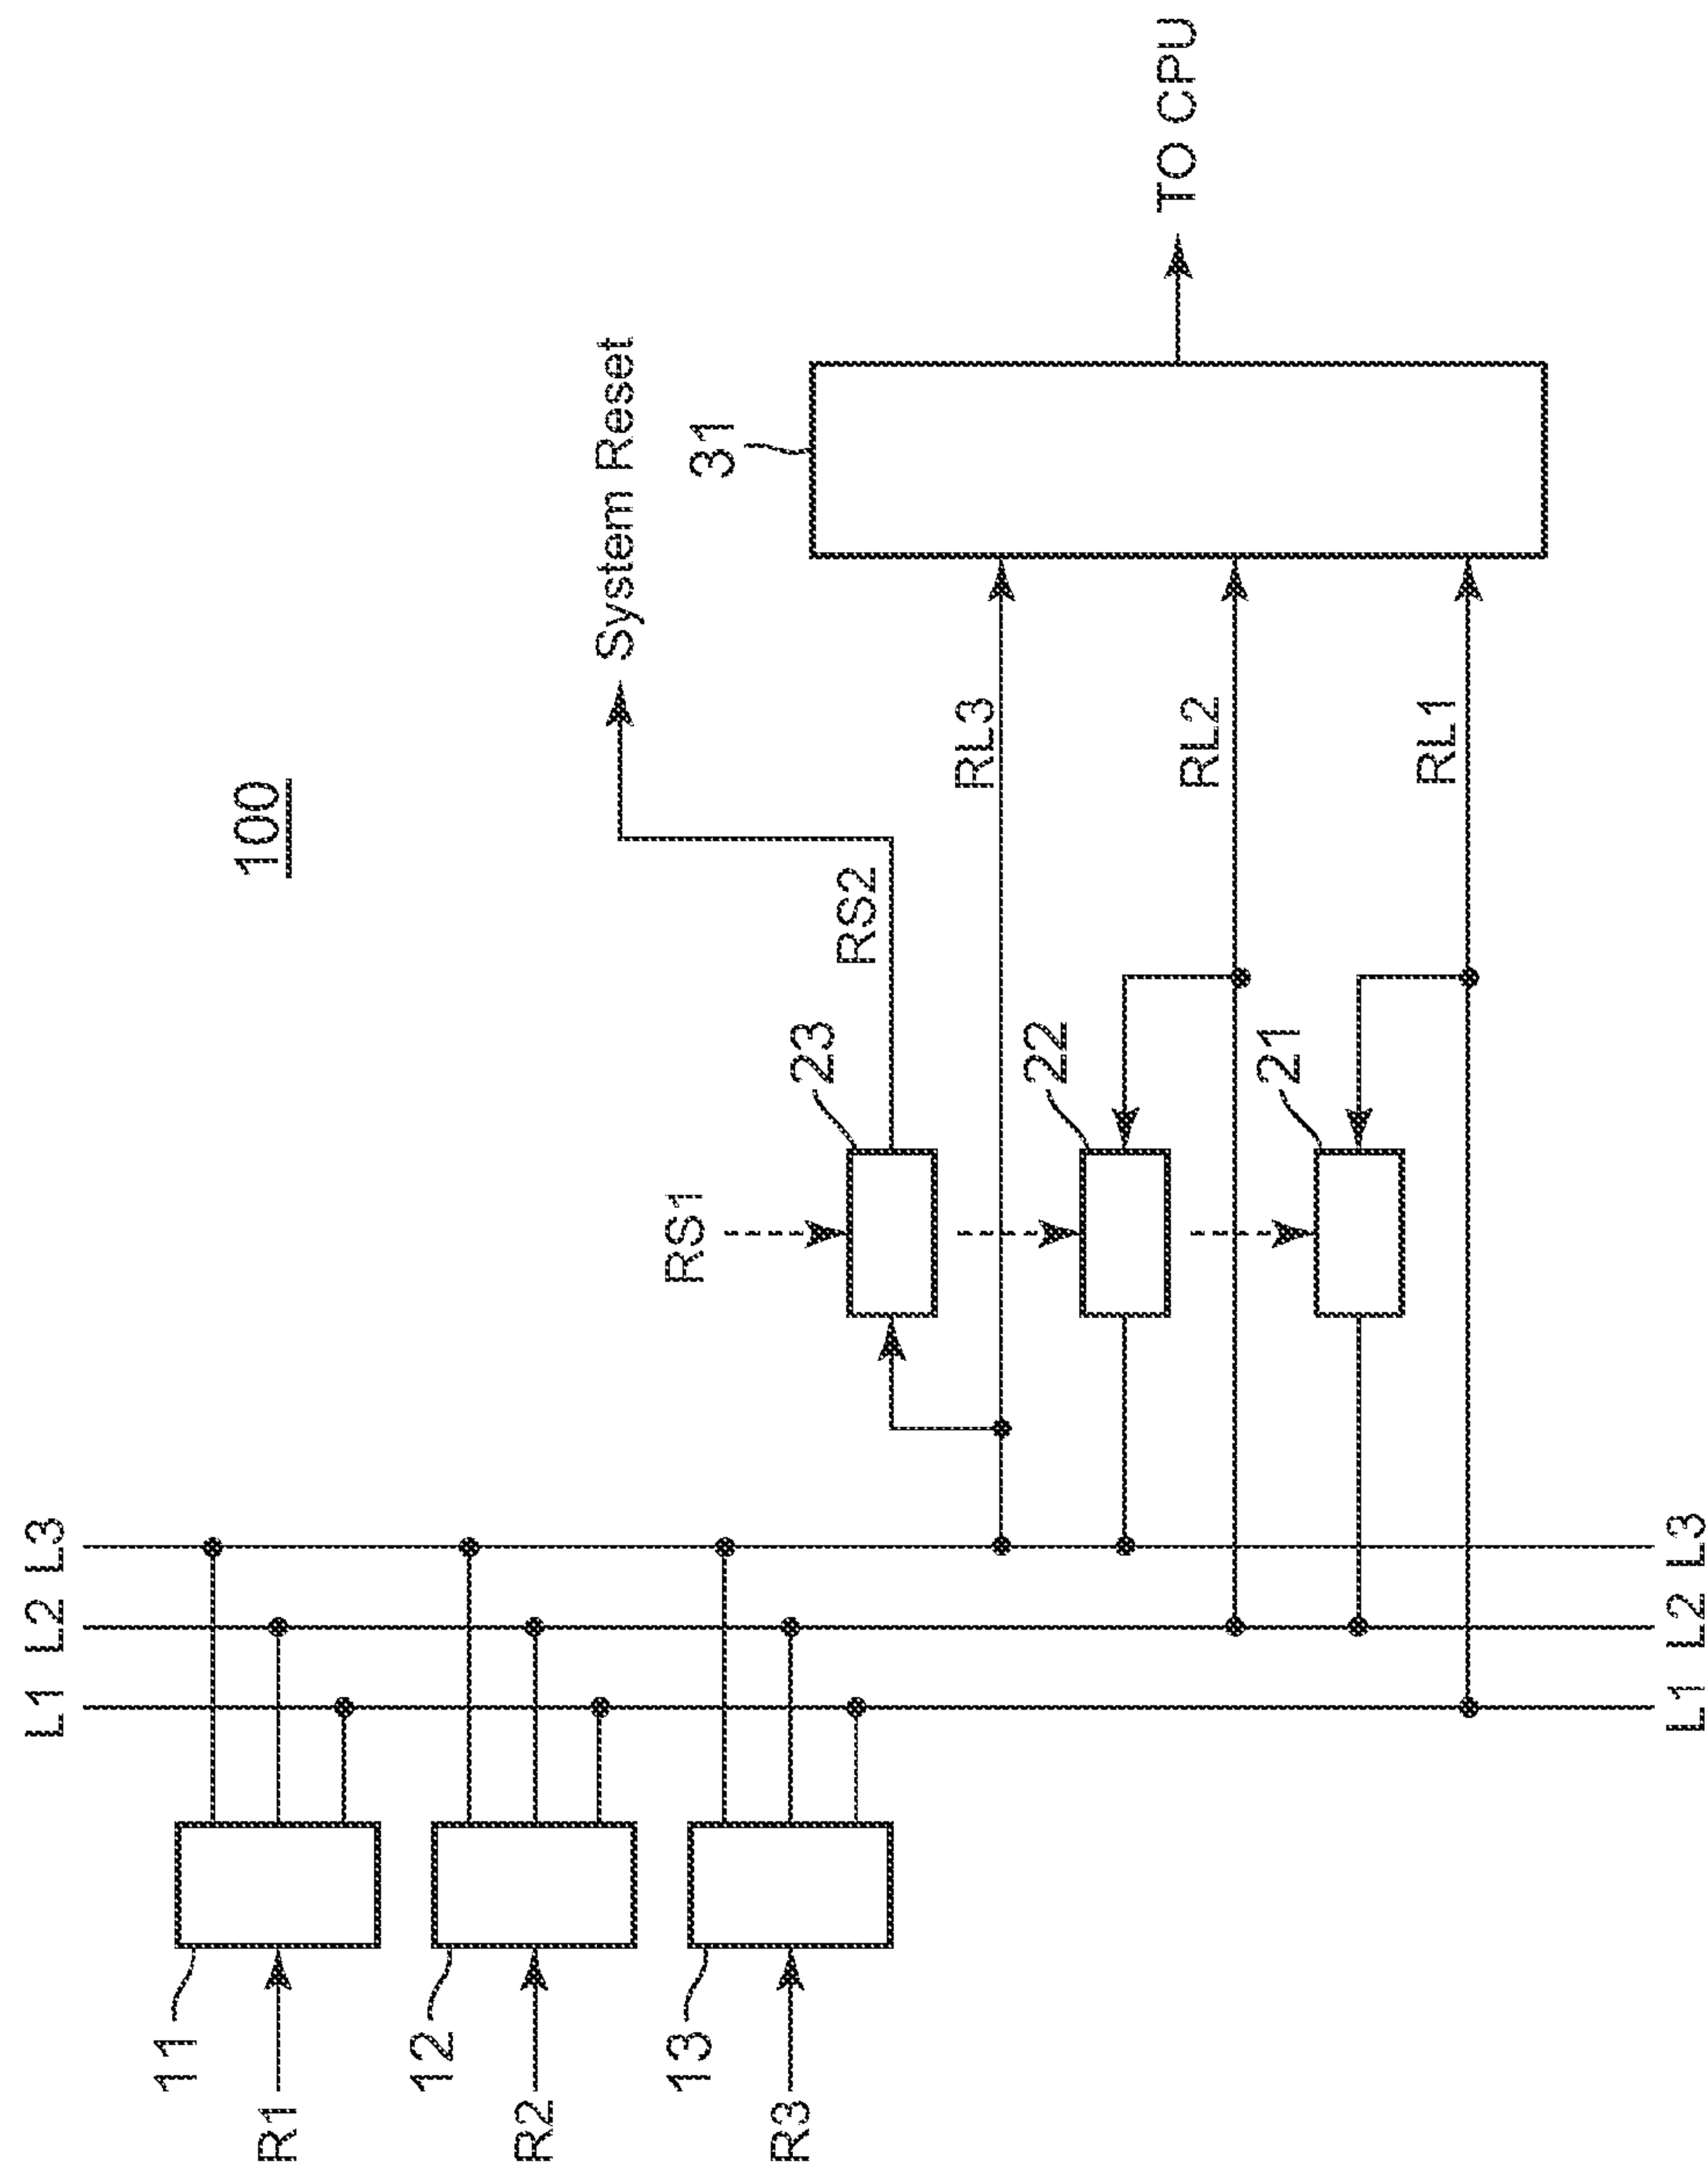 100
L1
L2
L3
11
R1
12
R2
13
R3
System Reset
RS1
23
RS2
31
RL3
22
RL2
TO CPU
21
RL1
L1
L2
L3